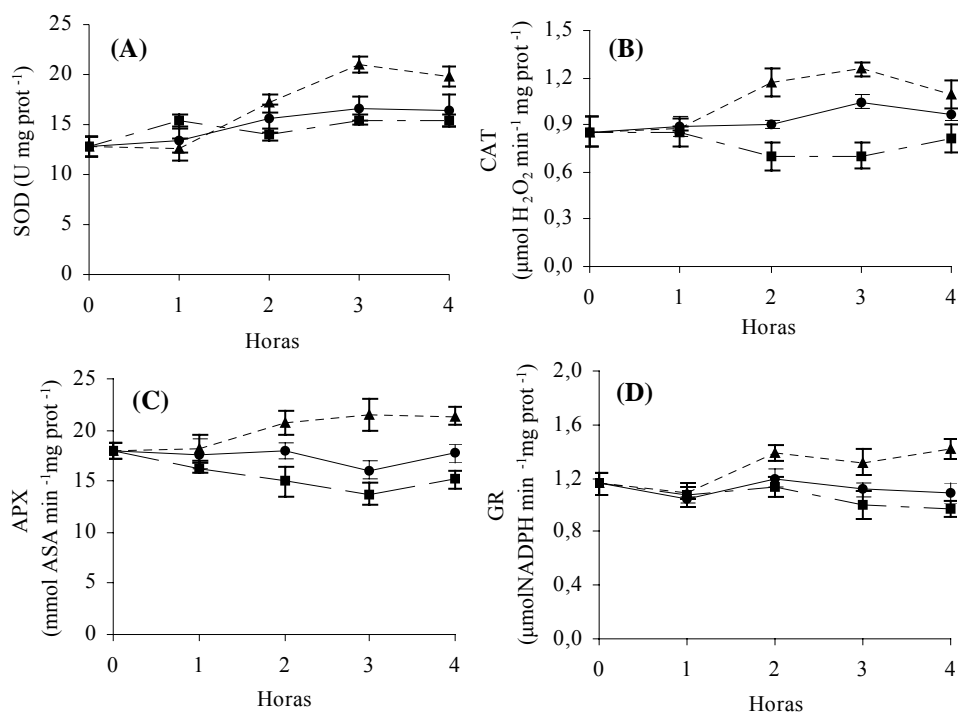 (A)
SOD (U mg prot -1)
25
20
15
10
5
0
0 1 2 3 4
Horas
(B)
CAT
(μmol H2O2 min-1 mg prot -1)
1,5
1,2
0,9
0,6
0,3
0,0
0 1 2 3 4
Horas
(C)
APX
(mmol ASA min -1mg prot -1)
25
20
15
10
5
0
0 1 2 3 4
Horas
(D)
GR
(μmolNADPH min -1mg prot -1)
2,0
1,6
1,2
0,8
0,4
0,0
0 1 2 3 4
Horas